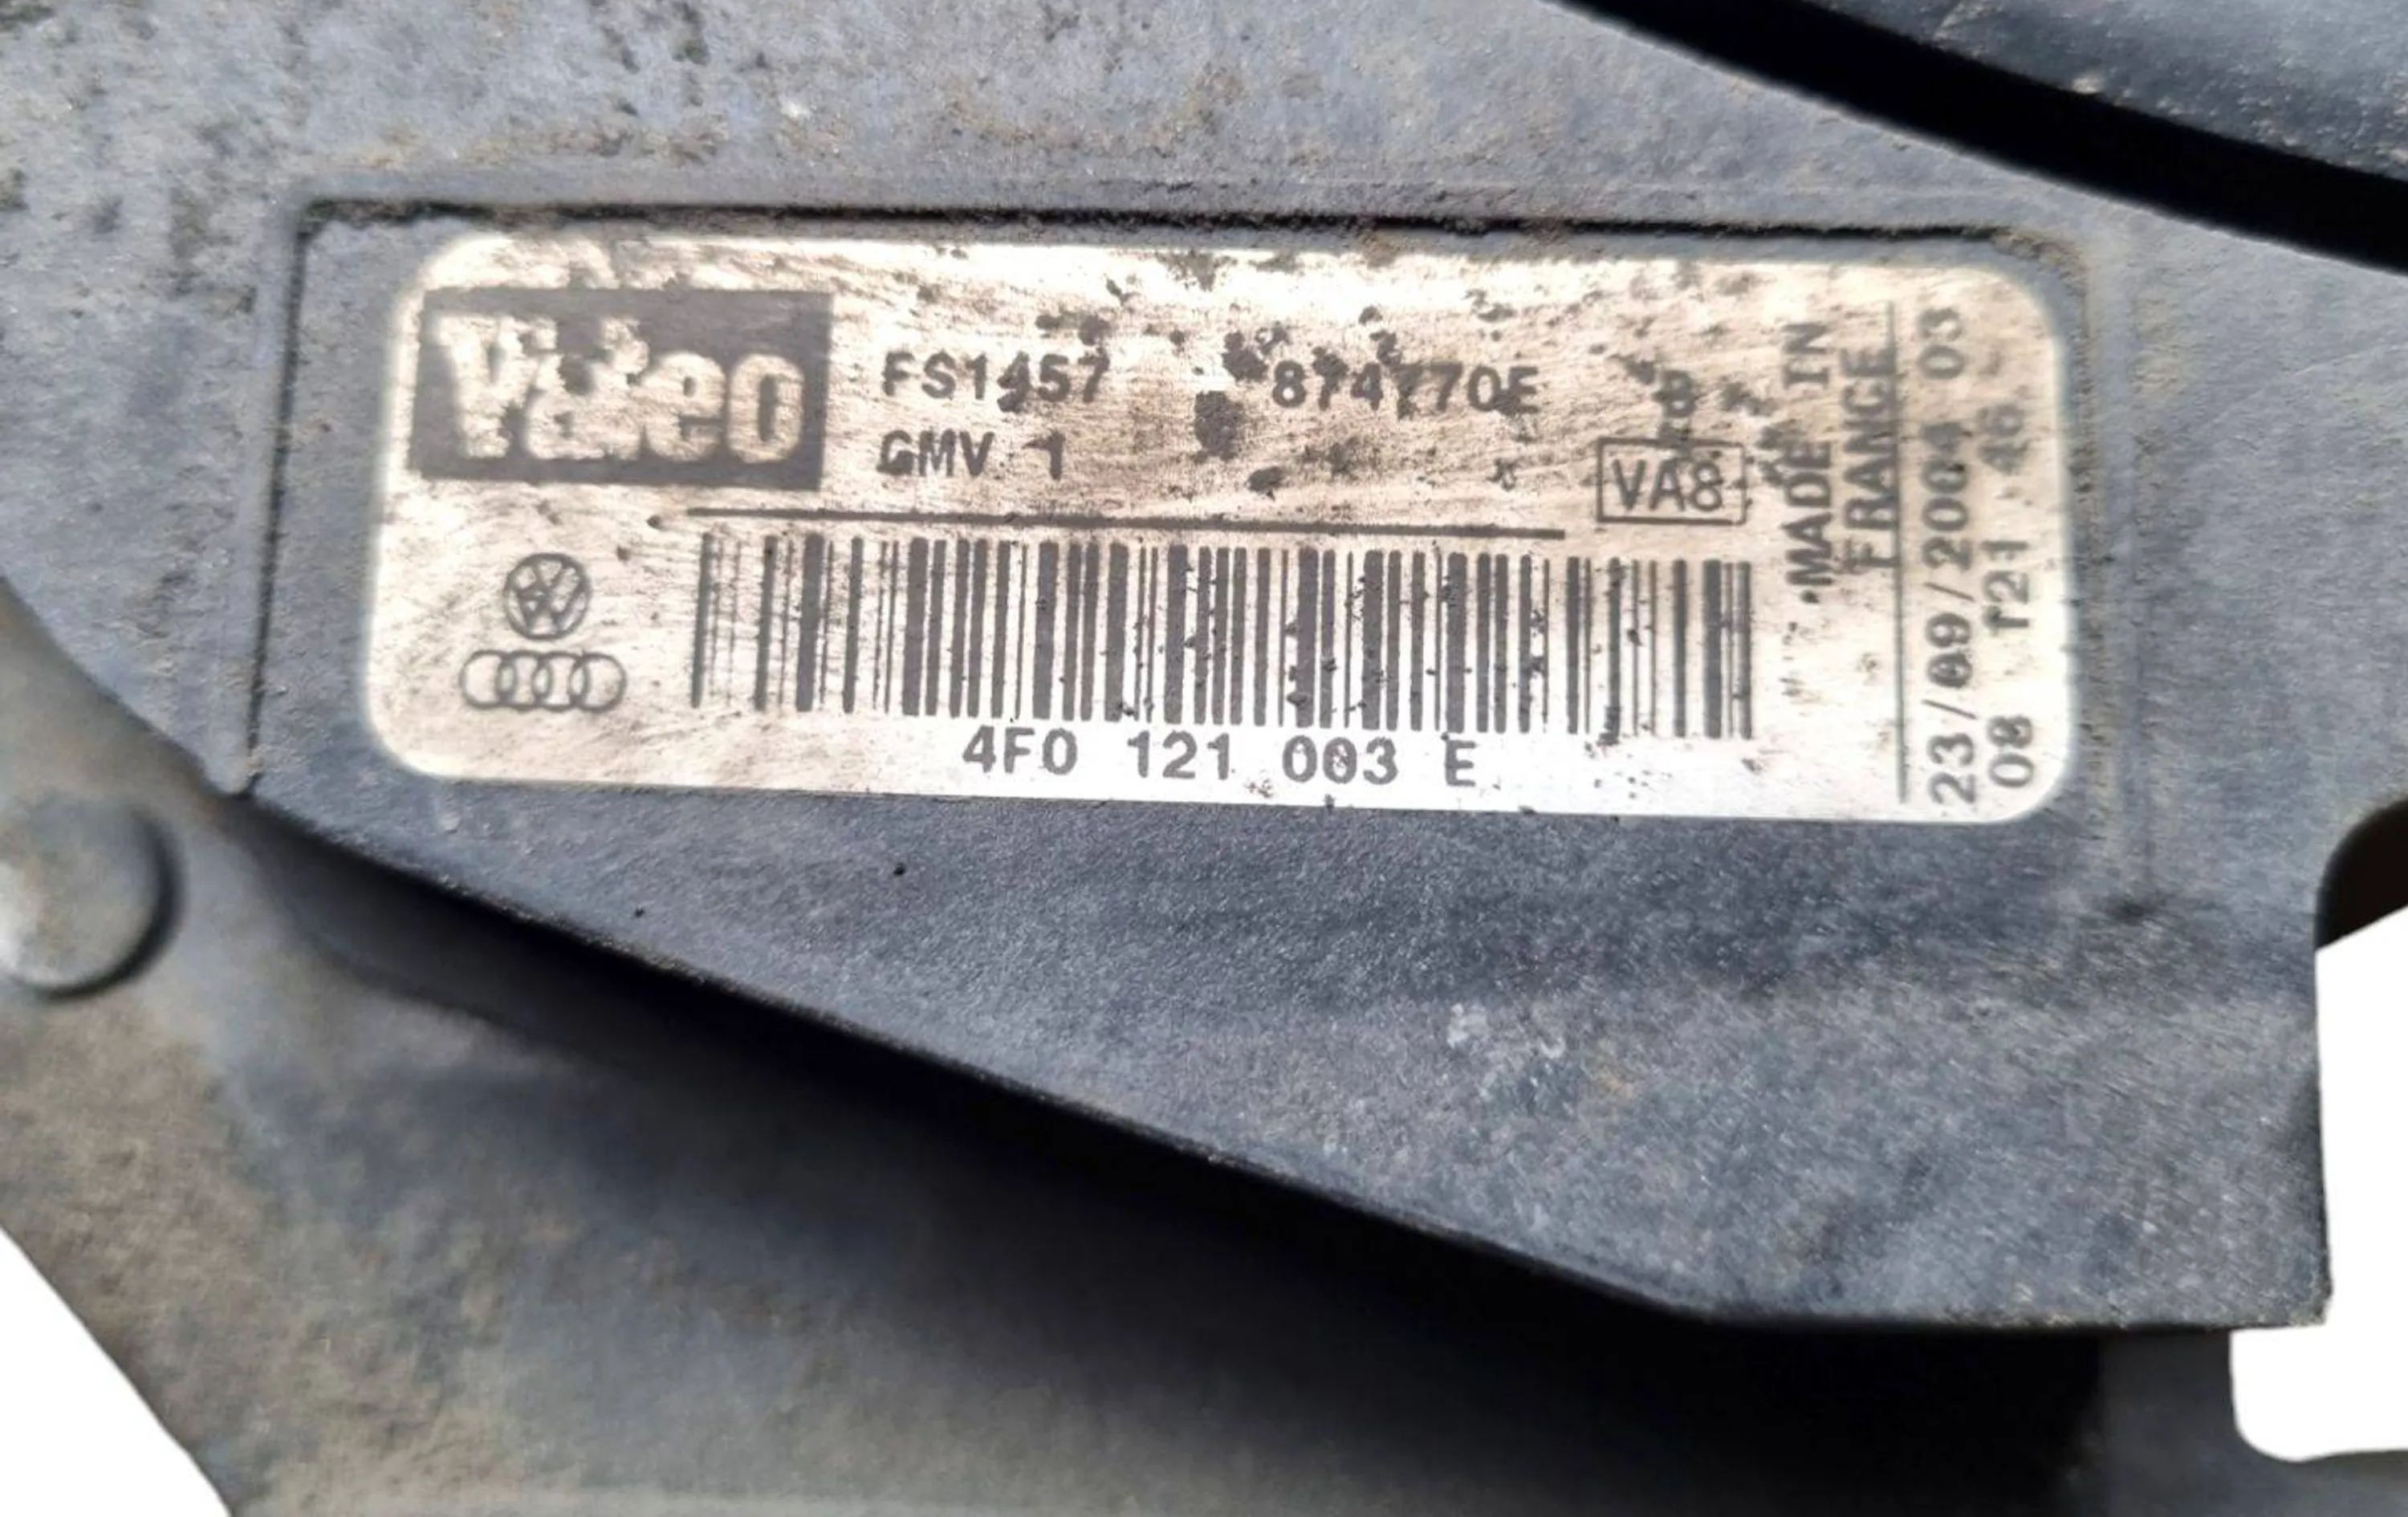 Valeo
FS1457 874770E B
GMV 1
VA8
4F0 121 003 E
MADE IN
FRANCE
23/09/2004 03
08 T21 46